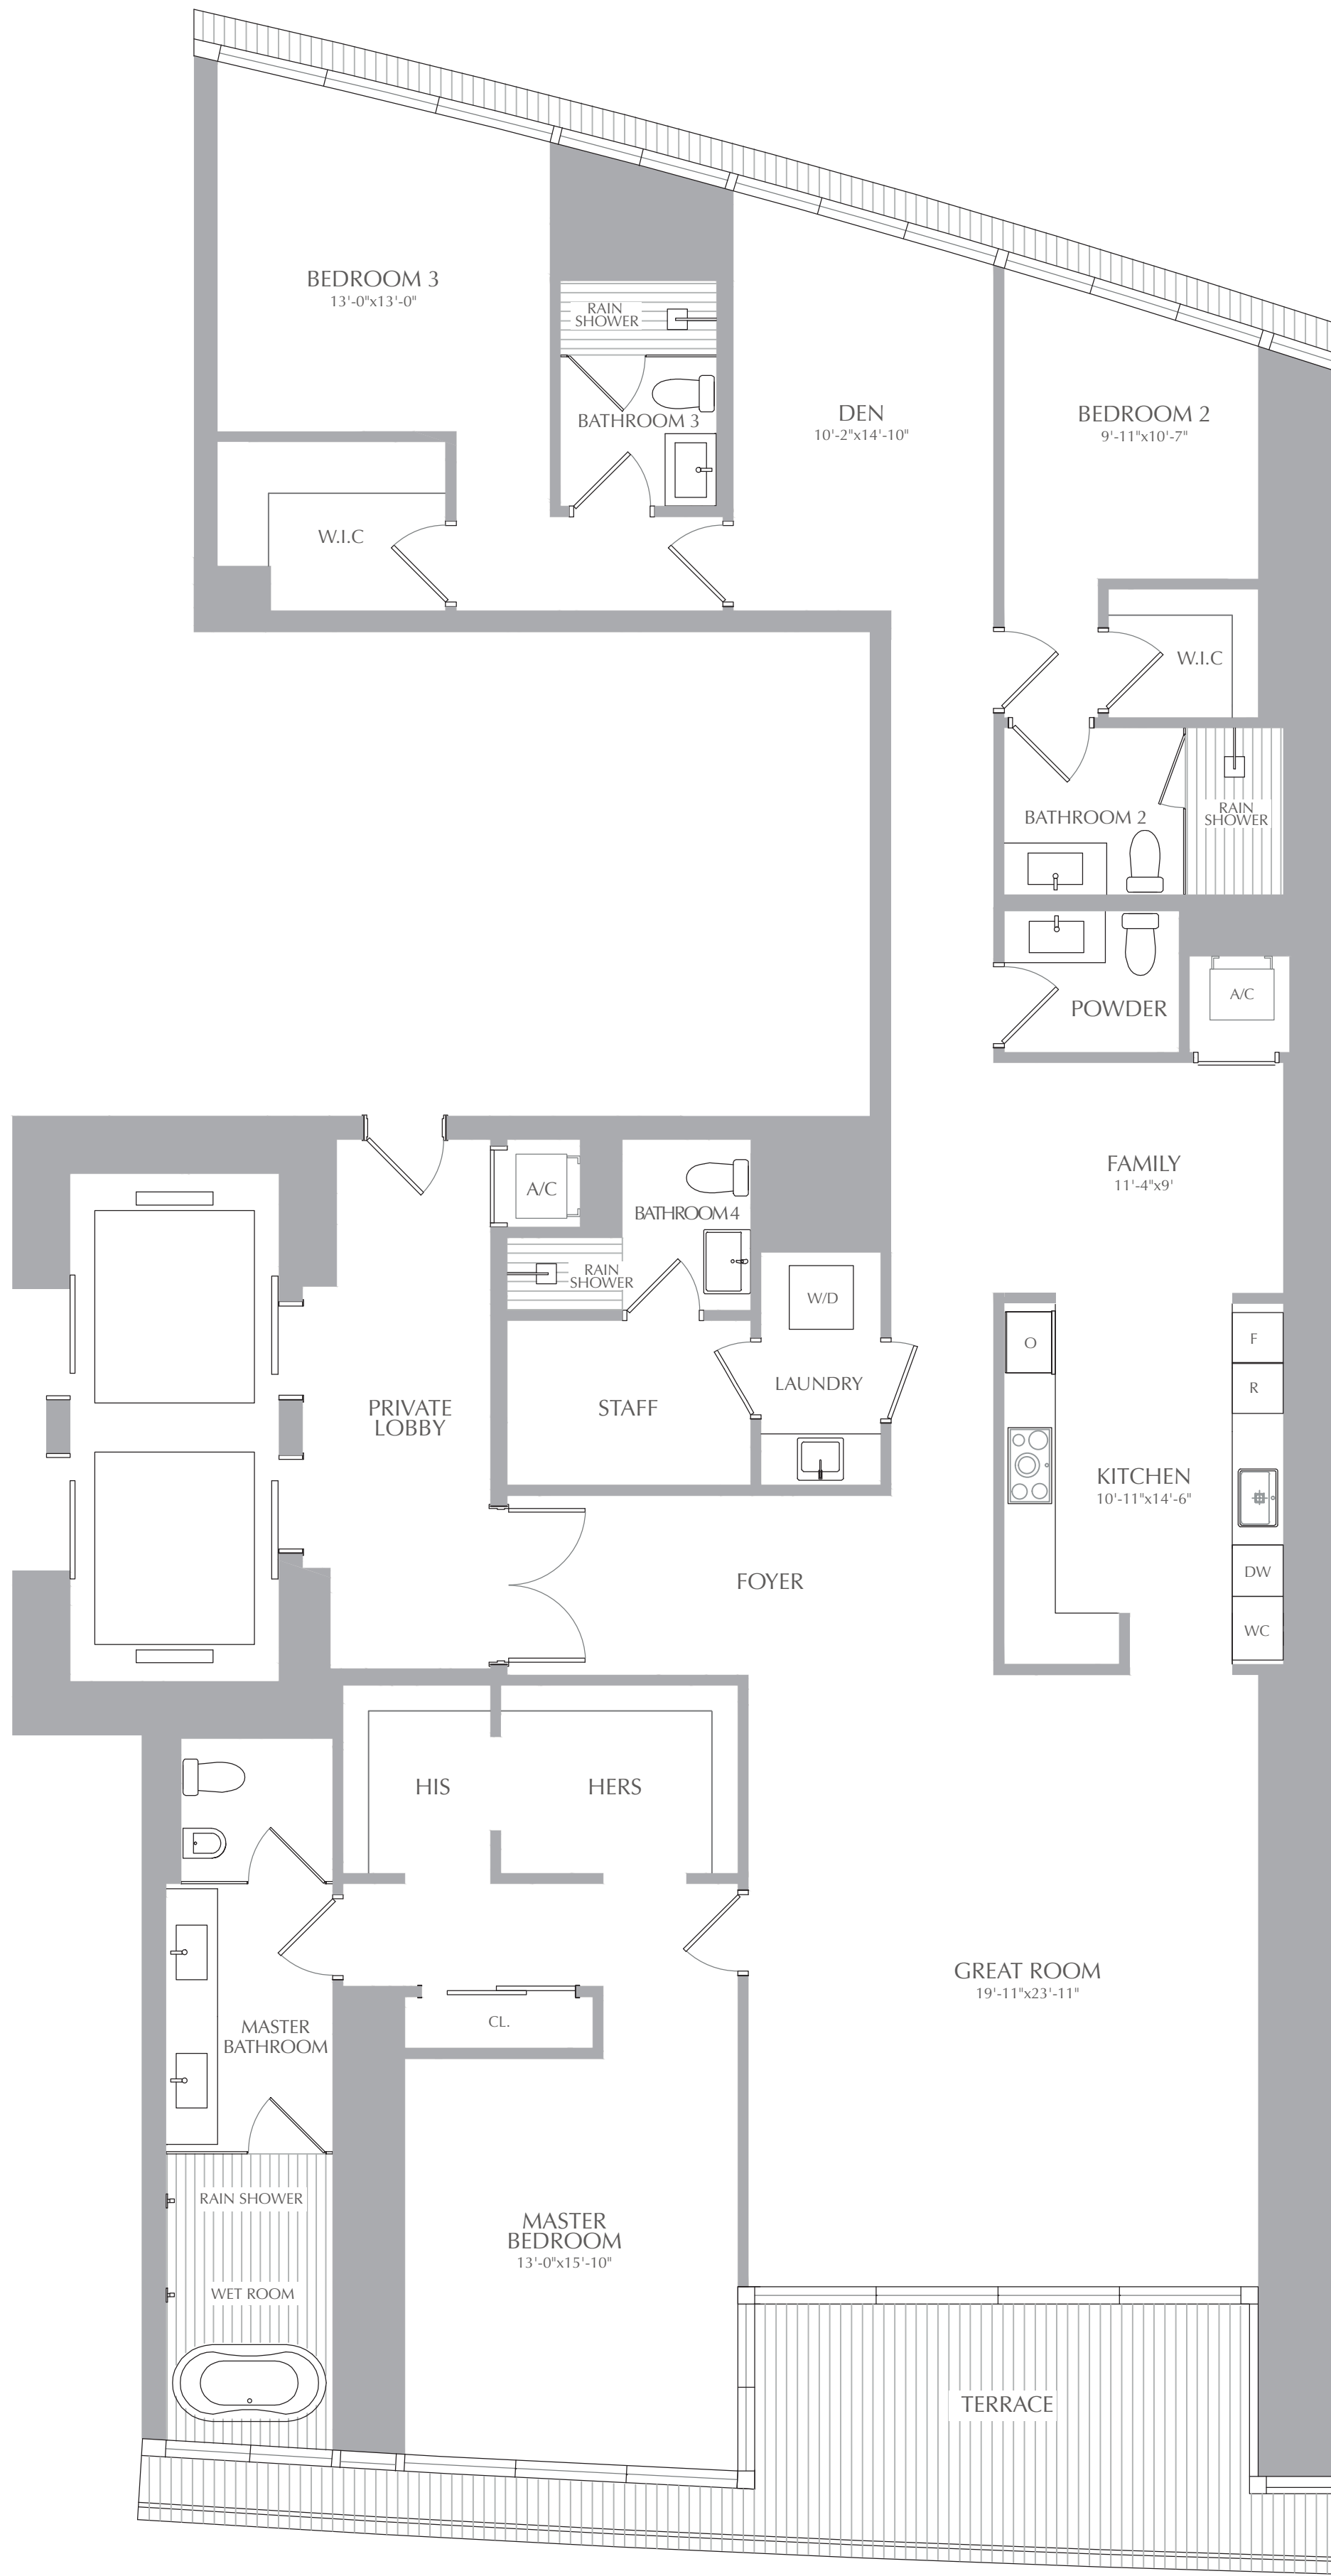 BEDROOM 3
13'-0"x13'-0"
RAIN
SHOWER
BATHROOM 3
DEN
10'-2"x14'-10"
BEDROOM 2
9'-11"x10'-7"
W.I.C
W.I.C
BATHROOM 2
RAIN
SHOWER
POWDER
A/C
FAMILY
11'-4"x9'
A/C
BATHROOM 4
RAIN
SHOWER
W/D
LAUNDRY
STAFF
PRIVATE
LOBBY
O
F
R
KITCHEN
10'-11"x14'-6"
DW
WC
FOYER
HIS
HERS
GREAT ROOM
19'-11"x23'-11"
CL.
MASTER
BATHROOM
RAIN SHOWER
WET ROOM
MASTER
BEDROOM
13'-0"x15'-10"
TERRACE